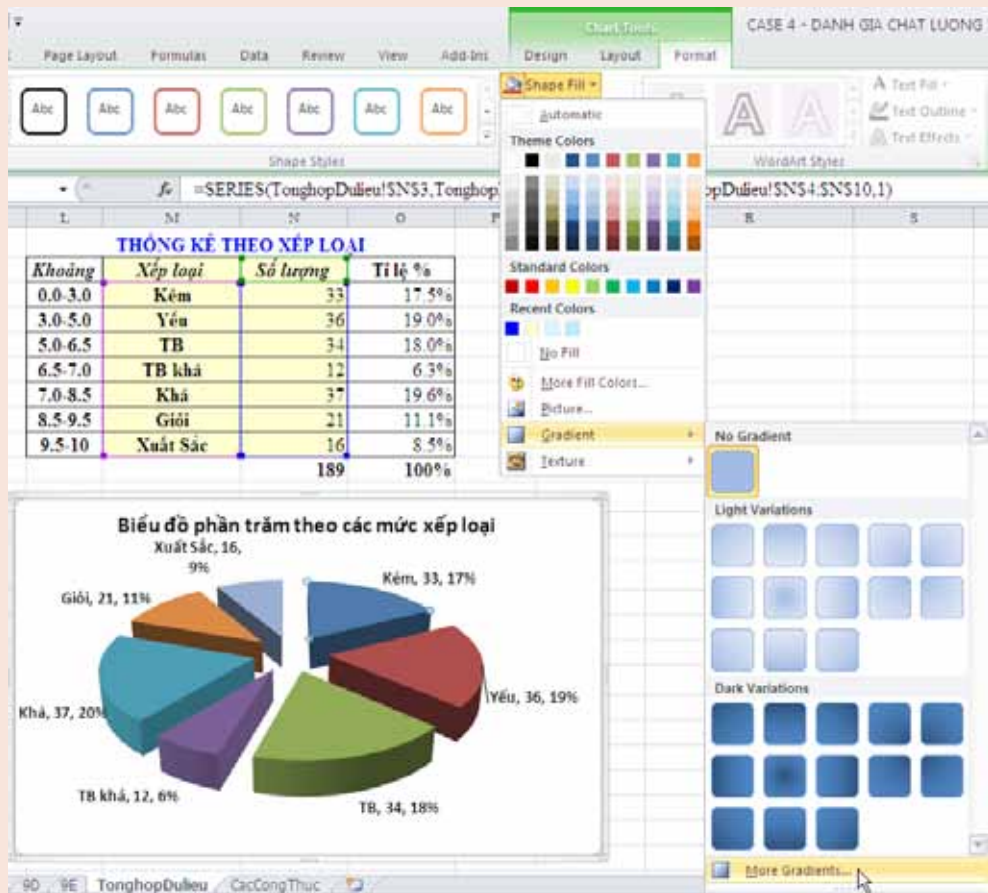 Chart Tools
CASE 4 - DANH GIA CHAT LUONG
Page Layout Formulas Data Review View Add-Ins Design Layout Format
Abc Abc Abc Abc Abc Abc Abc
Shape Fill
A Text Fill
Text Outline
Text Effects
Shape Styles
WordArt Styles
Automatic
Theme Colors
Standard Colors
Recent Colors
No Fill
More Fill Colors...
Picture...
Gradient
Texture
fx =SERIES(TonghopDulieu!$N$3,Tonghop
pDulieu!$N$4:$N$10,1)
L M N O P R S
THỐNG KÊ THEO XẾP LOẠI
Khoảng Xếp loại Số lượng Tỉ lệ %
0.0-3.0 Kém 33 17.5%
3.0-5.0 Yếu 36 19.0%
5.0-6.5 TB 34 18.0%
6.5-7.0 TB khá 12 6.3%
7.0-8.5 Khá 37 19.6%
8.5-9.5 Giỏi 21 11.1%
9.5-10 Xuất Sắc 16 8.5%
189 100%
No Gradient
Light Variations
Dark Variations
More Gradients...
Biểu đồ phần trăm theo các mức xếp loại
Xuất Sắc, 16,
9%
Kém, 33, 17%
Giỏi, 21, 11%
Yếu, 36, 19%
Khá, 37, 20%
TB khá, 12, 6%
TB, 34, 18%
9D 9E TonghopDulieu CacCongThuc